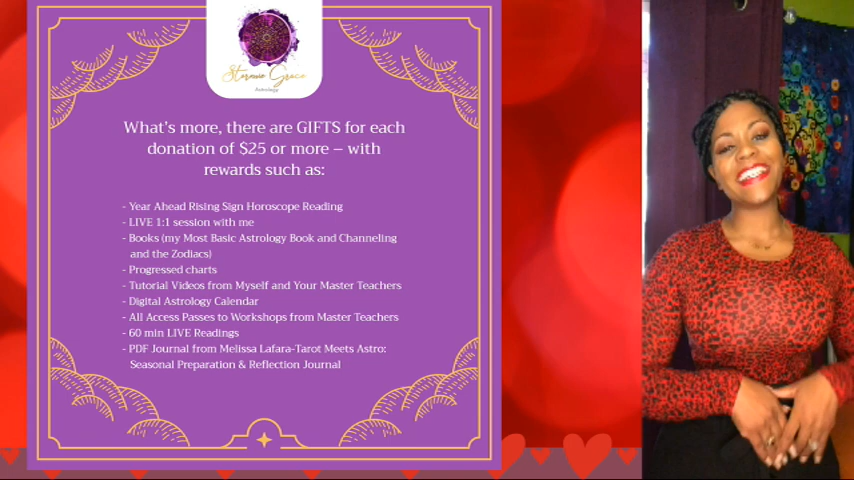 Stormie Grace
Astrology
What's more, there are GIFTS for each
donation of $25 or more – with
rewards such as:
- Year Ahead Rising Sign Horoscope Reading
- LIVE 1:1 session with me
- Books (my Most Basic Astrology Book and Channeling
and the Zodiacs)
- Progressed charts
- Tutorial Videos from Myself and Your Master Teachers
- Digital Astrology Calendar
- All Access Passes to Workshops from Master Teachers
- 60 min LIVE Readings
- PDF Journal from Melissa Lafara-Tarot Meets Astro:
Seasonal Preparation & Reflection Journal